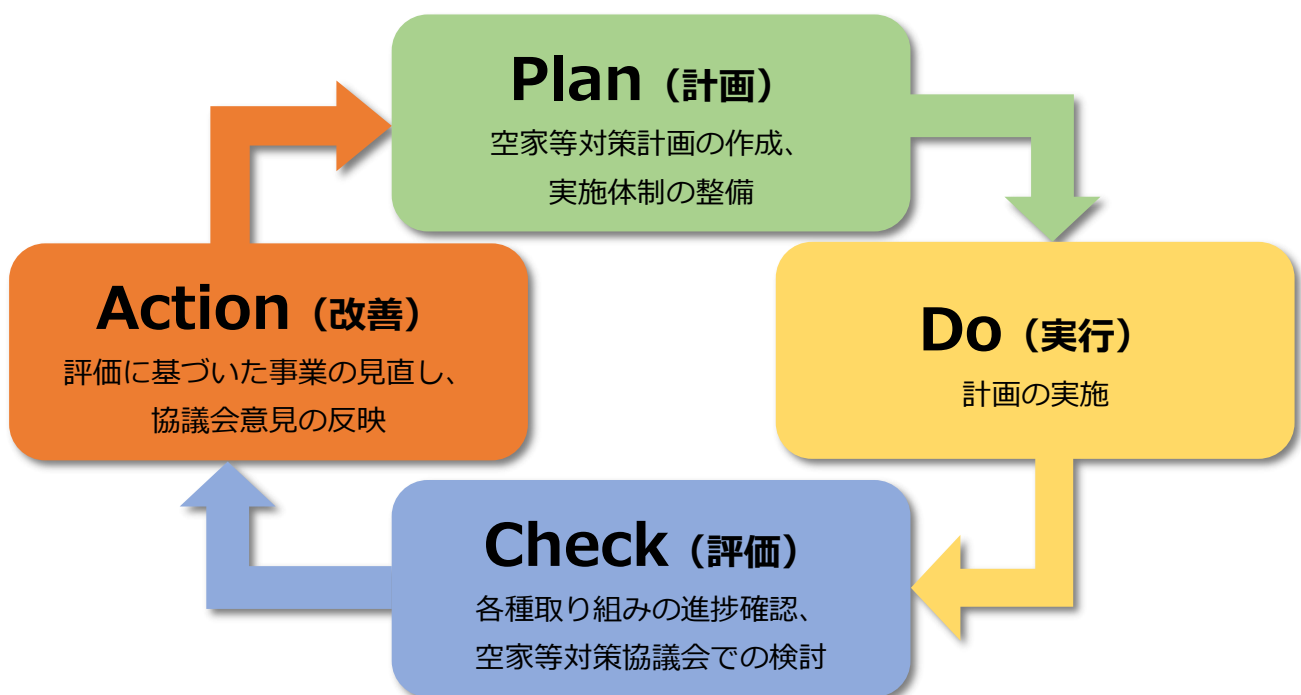 Plan（計画）
空家等対策計画の作成、
実施体制の整備
Do（実行）
計画の実施
Check（評価）
各種取り組みの進捗確認、
空家等対策協議会での検討
Action（改善）
評価に基づいた事業の見直し、
協議会意見の反映